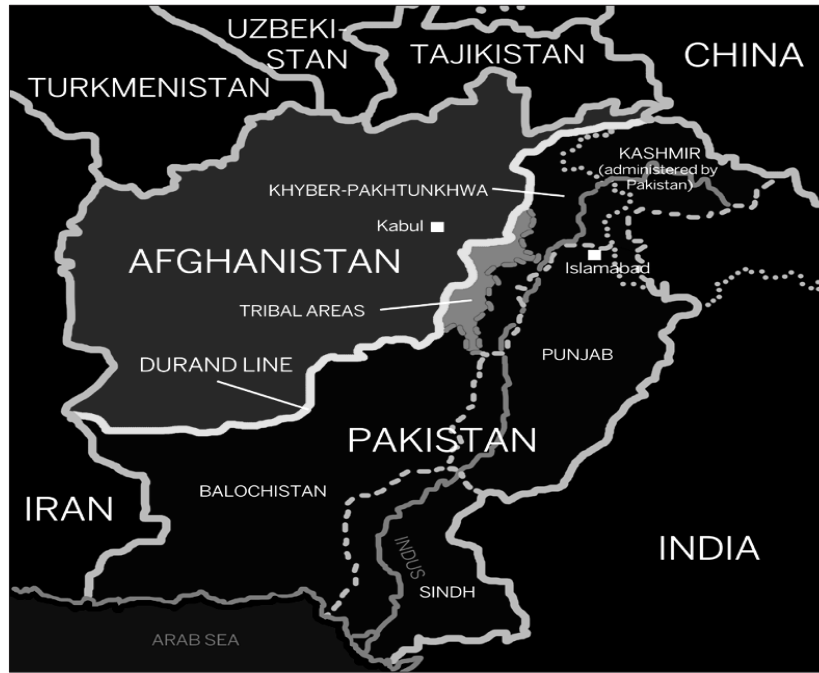 UZBEKI-
STAN
TAJIKISTAN
CHINA
TURKMENISTAN
KASHMIR
(administered by
Pakistan)
KHYBER-PAKHTUNKHWA
Kabul
AFGHANISTAN
Islamabad
TRIBAL AREAS
PUNJAB
DURAND LINE
PAKISTAN
BALOCHISTAN
IRAN
INDUS
INDIA
SINDH
ARAB SEA